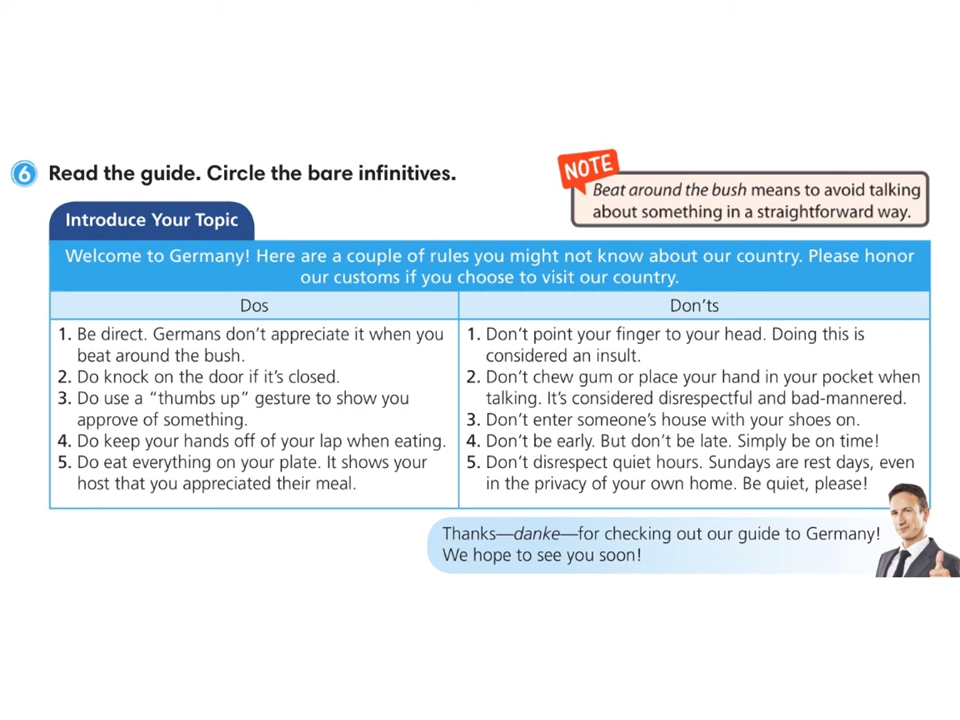 6 Read the guide. Circle the bare infinitives.
NOTE
Beat around the bush means to avoid talking
about something in a straightforward way.
Introduce Your Topic
Welcome to Germany! Here are a couple of rules you might not know about our country. Please honor
our customs if you choose to visit our country.
Dos
1. Be direct. Germans don't appreciate it when you
beat around the bush.
2. Do knock on the door if it's closed.
3. Do use a "thumbs up" gesture to show you
approve of something.
4. Do keep your hands off of your lap when eating.
5. Do eat everything on your plate. It shows your
host that you appreciated their meal.
Don'ts
1. Don't point your finger to your head. Doing this is
considered an insult.
2. Don't chew gum or place your hand in your pocket when
talking. It's considered disrespectful and bad-mannered.
3. Don't enter someone's house with your shoes on.
4. Don't be early. But don't be late. Simply be on time!
5. Don't disrespect quiet hours. Sundays are rest days, even
in the privacy of your own home. Be quiet, please!
Thanks—danke—for checking out our guide to Germany!
We hope to see you soon!